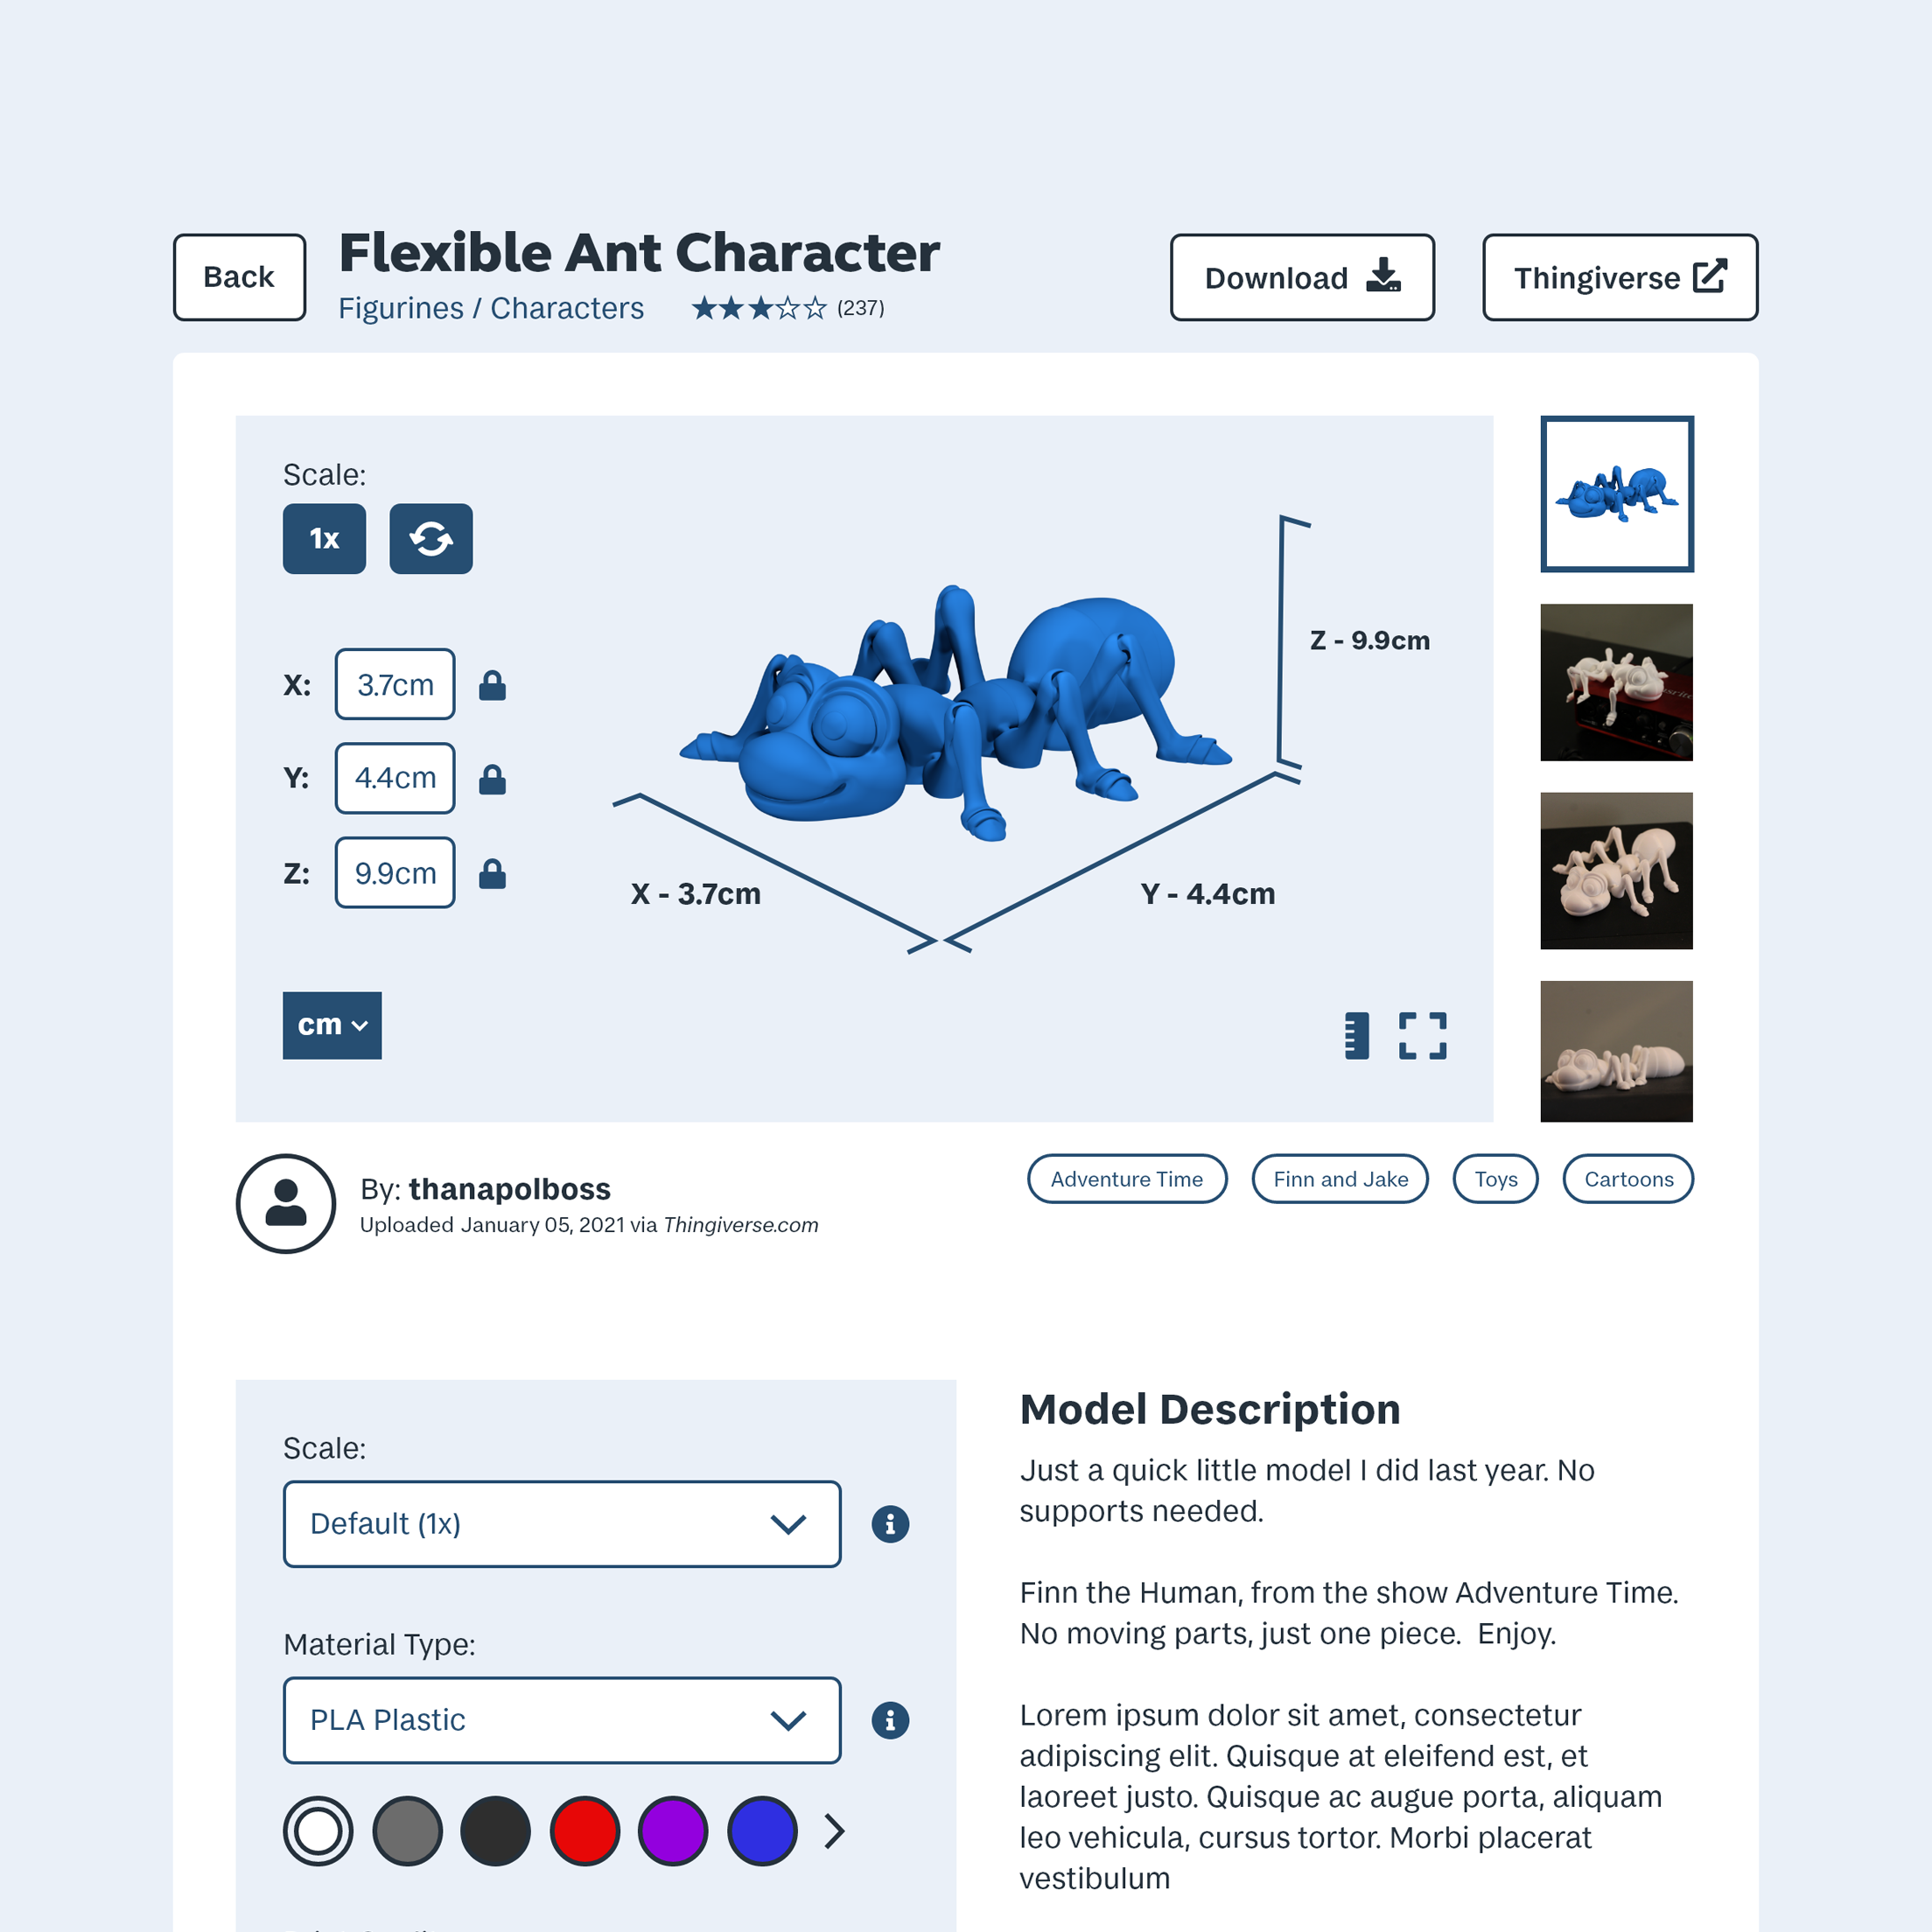 Back
Flexible Ant Character
Figurines / Characters
(237)
Download
Thingiverse
Scale:
1x
X:
3.7cm
Y:
4.4cm
Z:
9.9cm
Z - 9.9cm
X - 3.7cm
Y - 4.4cm
cm
By: thanapolboss
Uploaded January 05, 2021 via Thingiverse.com
Adventure Time
Finn and Jake
Toys
Cartoons
Scale:
Default (1x)
Material Type:
PLA Plastic
Model Description
Just a quick little model I did last year. No
supports needed.
Finn the Human, from the show Adventure Time.
No moving parts, just one piece.  Enjoy.
Lorem ipsum dolor sit amet, consectetur
adipiscing elit. Quisque at eleifend est, et
laoreet justo. Quisque ac augue porta, aliquam
leo vehicula, cursus tortor. Morbi placerat
vestibulum